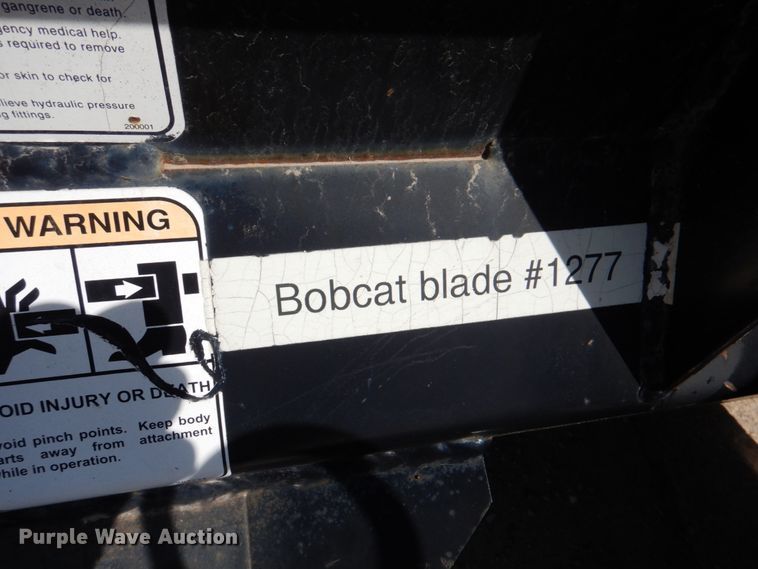 gangrene or death.
gency medical help.
s required to remove
or skin to check for
lieve hydraulic pressure
g fittings.
200001
WARNING
Bobcat blade #1277
OID INJURY OR DEATH
void pinch points. Keep body
arts away from attachment
while in operation.
Purple Wave Auction